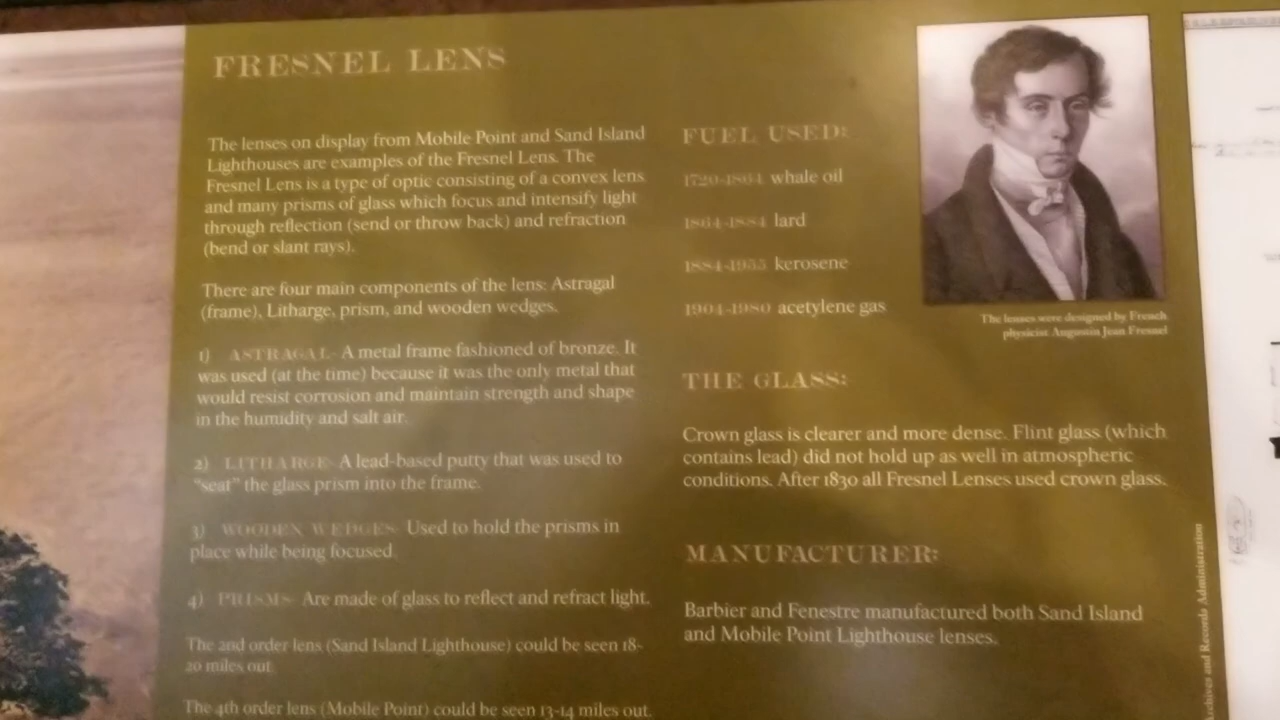 FRESNEL LENS
The lenses on display from Mobile Point and Sand Island
Lighthouses are examples of the Fresnel Lens. The
Fresnel Lens is a type of optic consisting of a convex lens
and many prisms of glass which focus and intensify light
through reflection (send or throw back) and refraction
(bend or slant rays).
There are four main components of the lens: Astragal
(frame), Litharge, prism, and wooden wedges.
1) ASTRAGAL- A metal frame fashioned of bronze. It
was used (at the time) because it was the only metal that
would resist corrosion and maintain strength and shape
in the humidity and salt air.
2) LITHARGE- A lead-based putty that was used to
"seat" the glass prism into the frame.
3) WOODEN WEDGES- Used to hold the prisms in
place while being focused.
4) PRISMS- Are made of glass to reflect and refract light.
The 2nd order lens (Sand Island Lighthouse) could be seen 18-
20 miles out.
The 4th order lens (Mobile Point) could be seen 13-14 miles out.
FUEL USED:
1720-1864 whale oil
1864-1884 lard
1884-1955 kerosene
1904-1980 acetylene gas
THE GLASS:
Crown glass is clearer and more dense. Flint glass (which
contains lead) did not hold up as well in atmospheric
conditions. After 1830 all Fresnel Lenses used crown glass.
MANUFACTURER:
Barbier and Fenestre manufactured both Sand Island
and Mobile Point Lighthouse lenses.
The lenses were designed by French
physicist Augustin Jean Fresnel
Archives and Records Administration